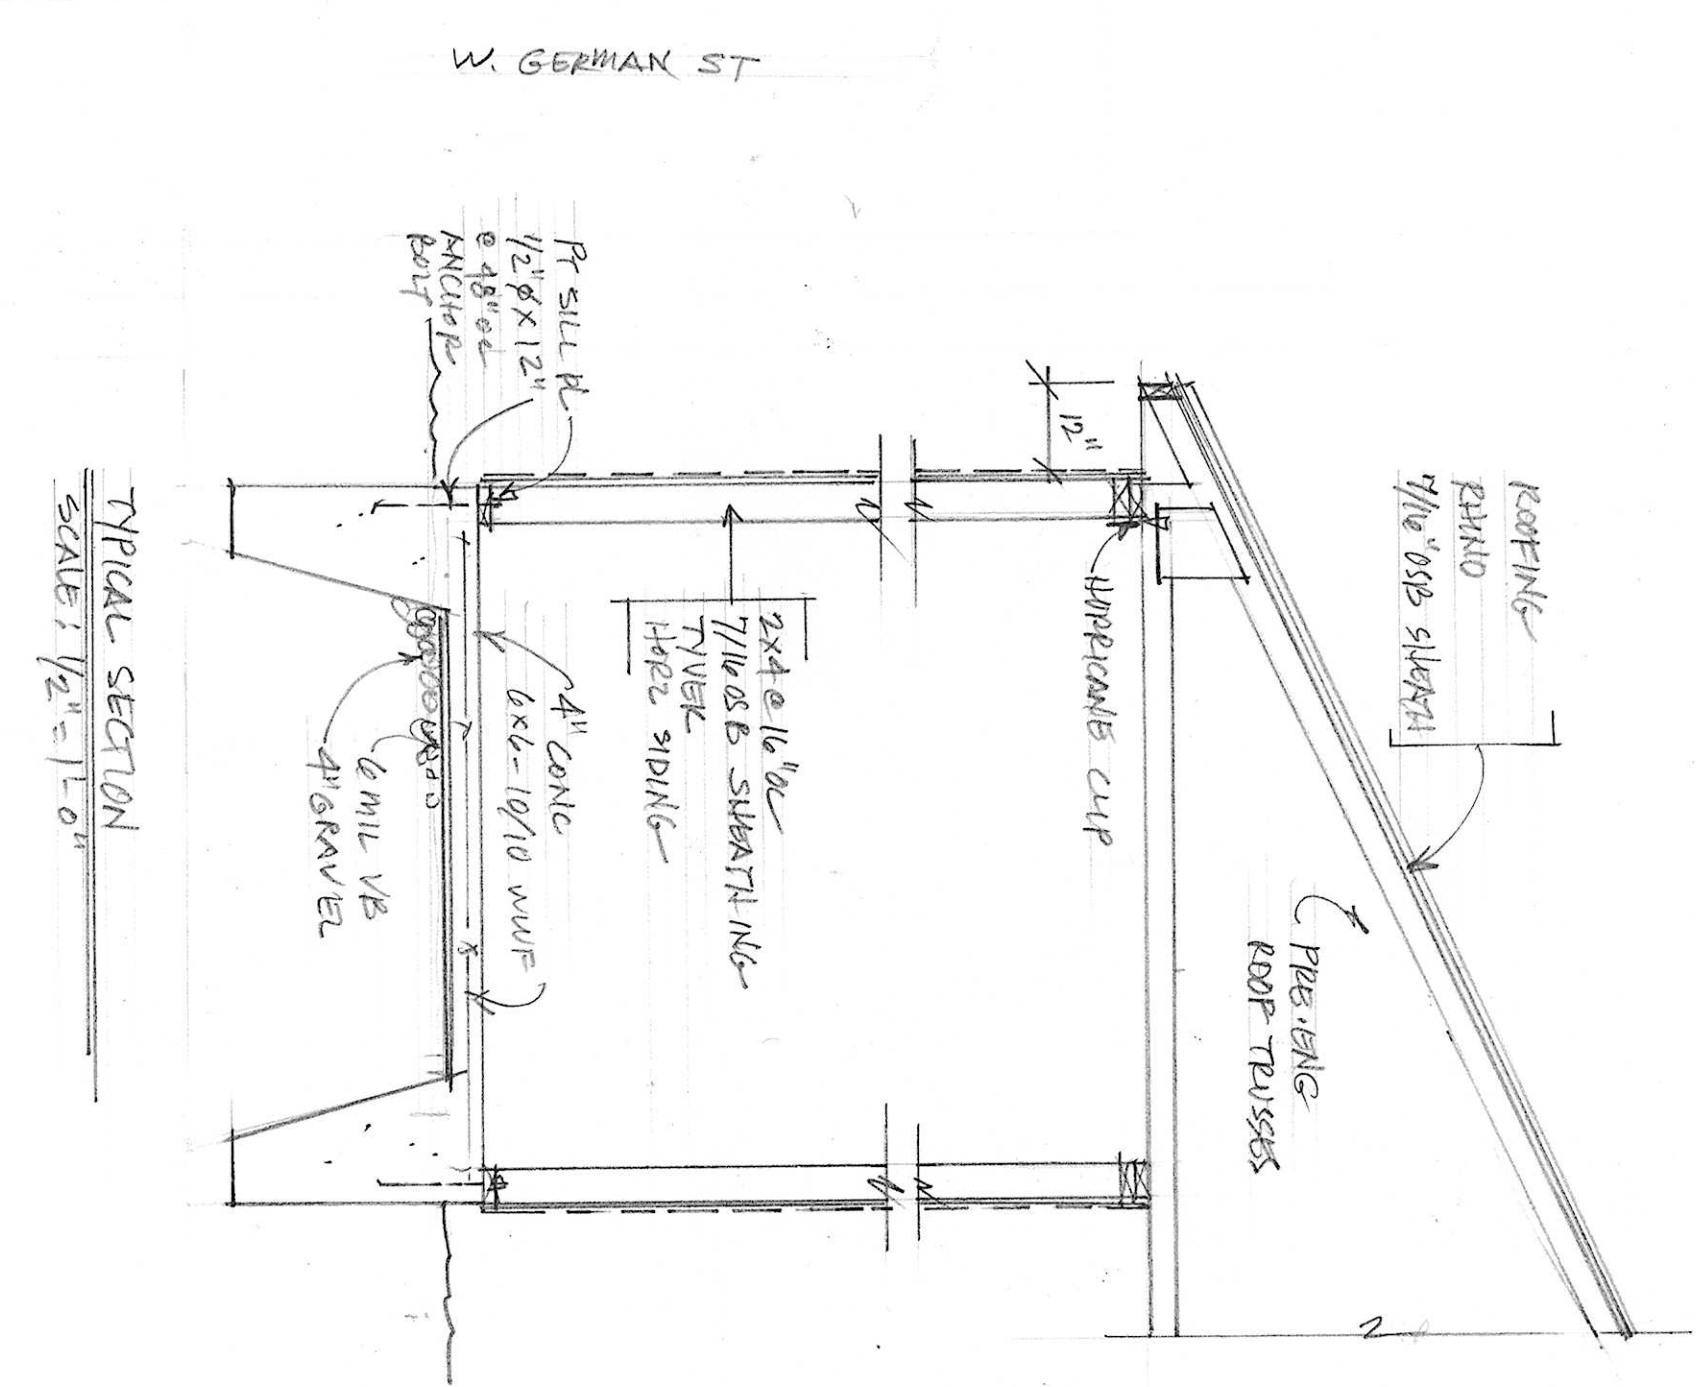 W. GERMAN ST
ROOFING
RHINO
7/16" OSB SHEATH
PRE.ENG
ROOF TRUSSES
12"
HURRICANE CLIP
2x4 @ 16" OC
7/16 OSB SHEATHING
TYVEK
HORZ SIDING
PT SILL PL
1/2"ø X 12"
@ 48" OC
ANCHOR
BOLT
4" CONC
6x6-10/10 WWF
6 MIL VB
4" GRAVEL
TYPICAL SECTION
SCALE: 1/2" = 1'-0"